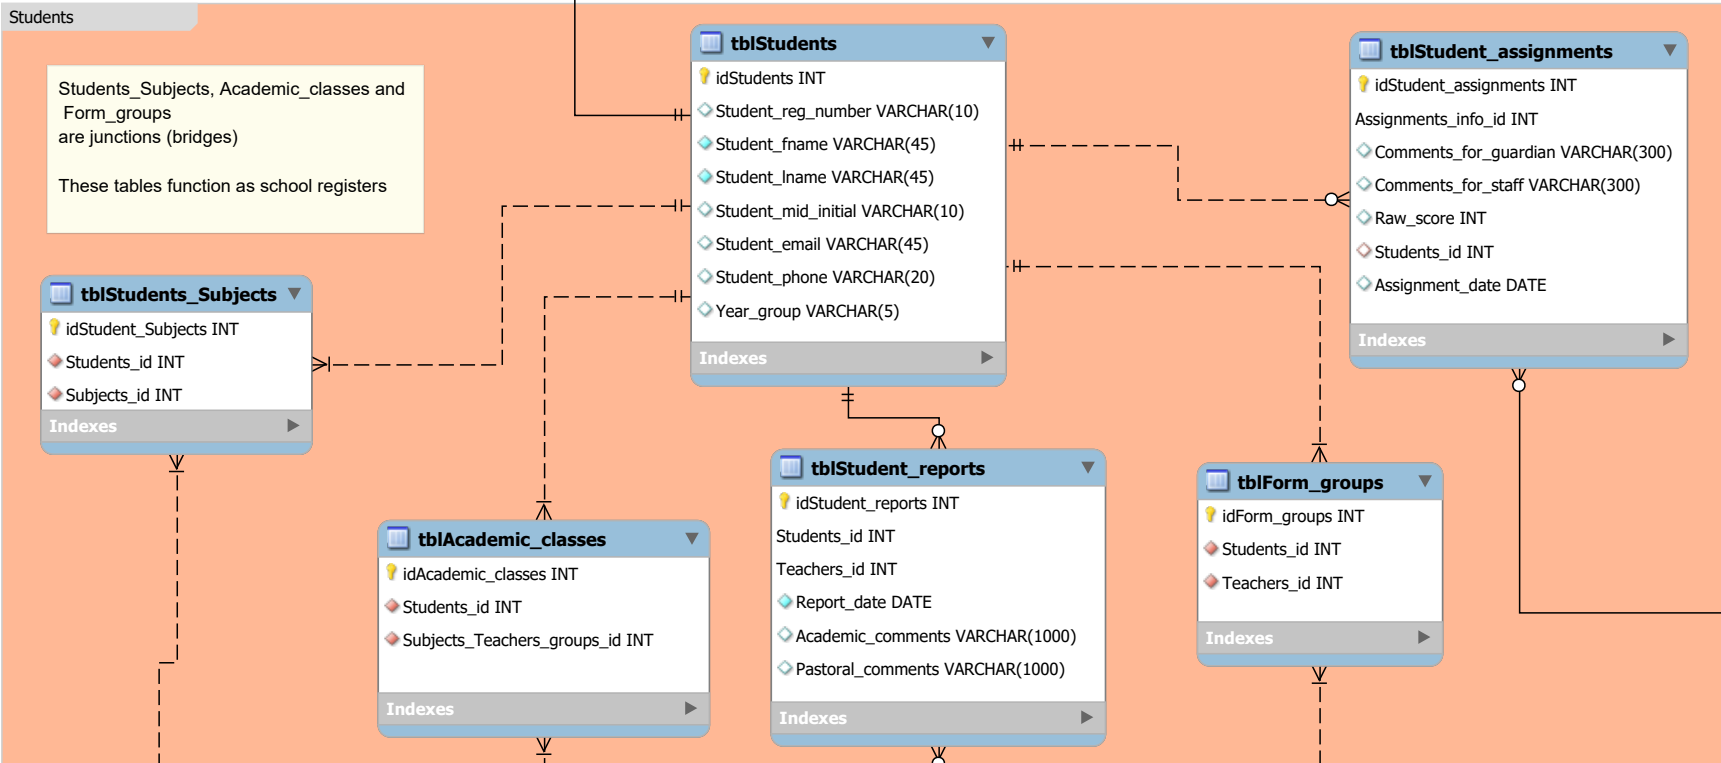 Students
Students_Subjects, Academic_classes and
Form_groups
are junctions (bridges)
These tables function as school registers
tblStudents
idStudents INT
Student_reg_number VARCHAR(10)
Student_fname VARCHAR(45)
Student_lname VARCHAR(45)
Student_mid_initial VARCHAR(10)
Student_email VARCHAR(45)
Student_phone VARCHAR(20)
Year_group VARCHAR(5)
Indexes
tblStudent_assignments
idStudent_assignments INT
Assignments_info_id INT
Comments_for_guardian VARCHAR(300)
Comments_for_staff VARCHAR(300)
Raw_score INT
Students_id INT
Assignment_date DATE
Indexes
tblStudents_Subjects
idStudent_Subjects INT
Students_id INT
Subjects_id INT
Indexes
tblAcademic_classes
idAcademic_classes INT
Students_id INT
Subjects_Teachers_groups_id INT
Indexes
tblStudent_reports
idStudent_reports INT
Students_id INT
Teachers_id INT
Report_date DATE
Academic_comments VARCHAR(1000)
Pastoral_comments VARCHAR(1000)
Indexes
tblForm_groups
idForm_groups INT
Students_id INT
Teachers_id INT
Indexes